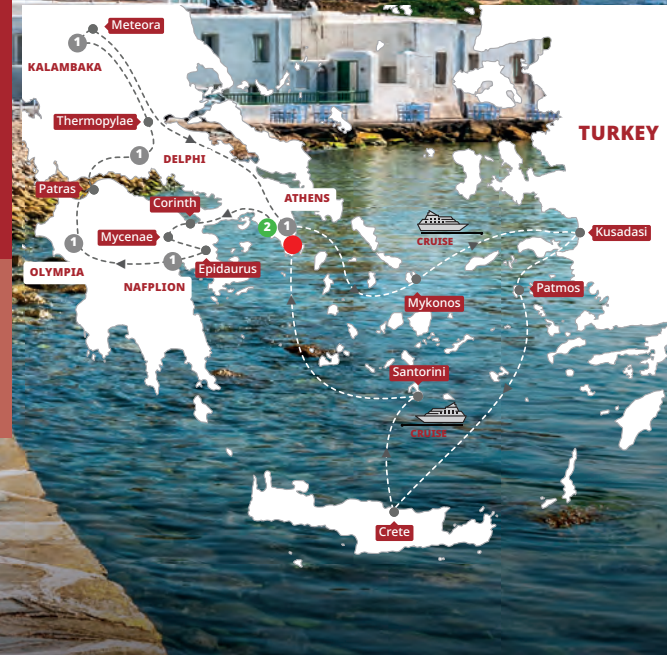 Meteora
1
KALAMBAKA
Thermopylae
1
DELPHI
TURKEY
Patras
ATHENS
Corinth
2
1
CRUISE
Kusadasi
Mycenae
1
Epidaurus
OLYMPIA
1
NAFPLION
Patmos
Mykonos
Santorini
CRUISE
Crete